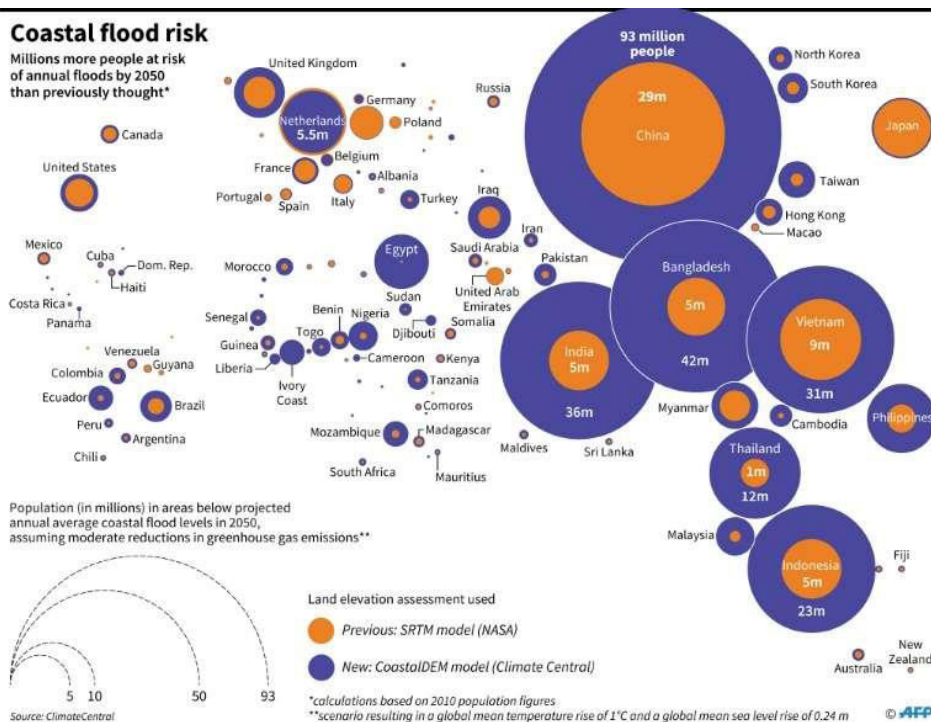 Coastal flood risk
Millions more people at risk
of annual floods by 2050
than previously thought*
93 million
people
29m
China
North Korea
South Korea
Japan
United Kingdom
Netherlands
5.5m
Germany
Poland
Russia
Canada
United States
Belgium
France
Albania
Portugal
Spain
Italy
Turkey
Iraq
Iran
Taiwan
Hong Kong
Macao
Mexico
Cuba
Dom. Rep.
Haiti
Costa Rica
Panama
Morocco
Egypt
Saudi Arabia
United Arab
Emirates
Pakistan
Bangladesh
5m
42m
Vietnam
9m
31m
India
5m
36m
Sudan
Senegal
Guinea
Togo
Benin
Nigeria
Djibouti
Somalia
Liberia
Ivory
Coast
Cameroon
Kenya
Venezuela
Guyana
Colombia
Ecuador
Brazil
Peru
Argentina
Chili
Tanzania
Comoros
Mozambique
Madagascar
South Africa
Mauritius
Maldives
Sri Lanka
Myanmar
Cambodia
Philippines
Thailand
1m
12m
Malaysia
Indonesia
5m
23m
Fiji
Australia
New
Zealand
Population (in millions) in areas below projected
annual average coastal flood levels in 2050,
assuming moderate reductions in greenhouse gas emissions**
5 10 50 93
Land elevation assessment used
Previous: SRTM model (NASA)
New: CoastalDEM model (Climate Central)
Source: ClimateCentral
*calculations based on 2010 population figures
**scenario resulting in a global mean temperature rise of 1°C and a global mean sea level rise of 0,24 m
© AFP